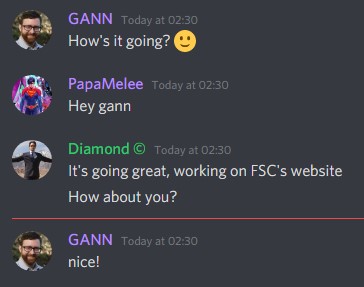 GANN Today at 02:30
How's it going? 🙂
PapaMelee Today at 02:30
Hey gann
Diamond © Today at 02:30
It's going great, working on FSC's website
How about you?
GANN Today at 02:30
nice!